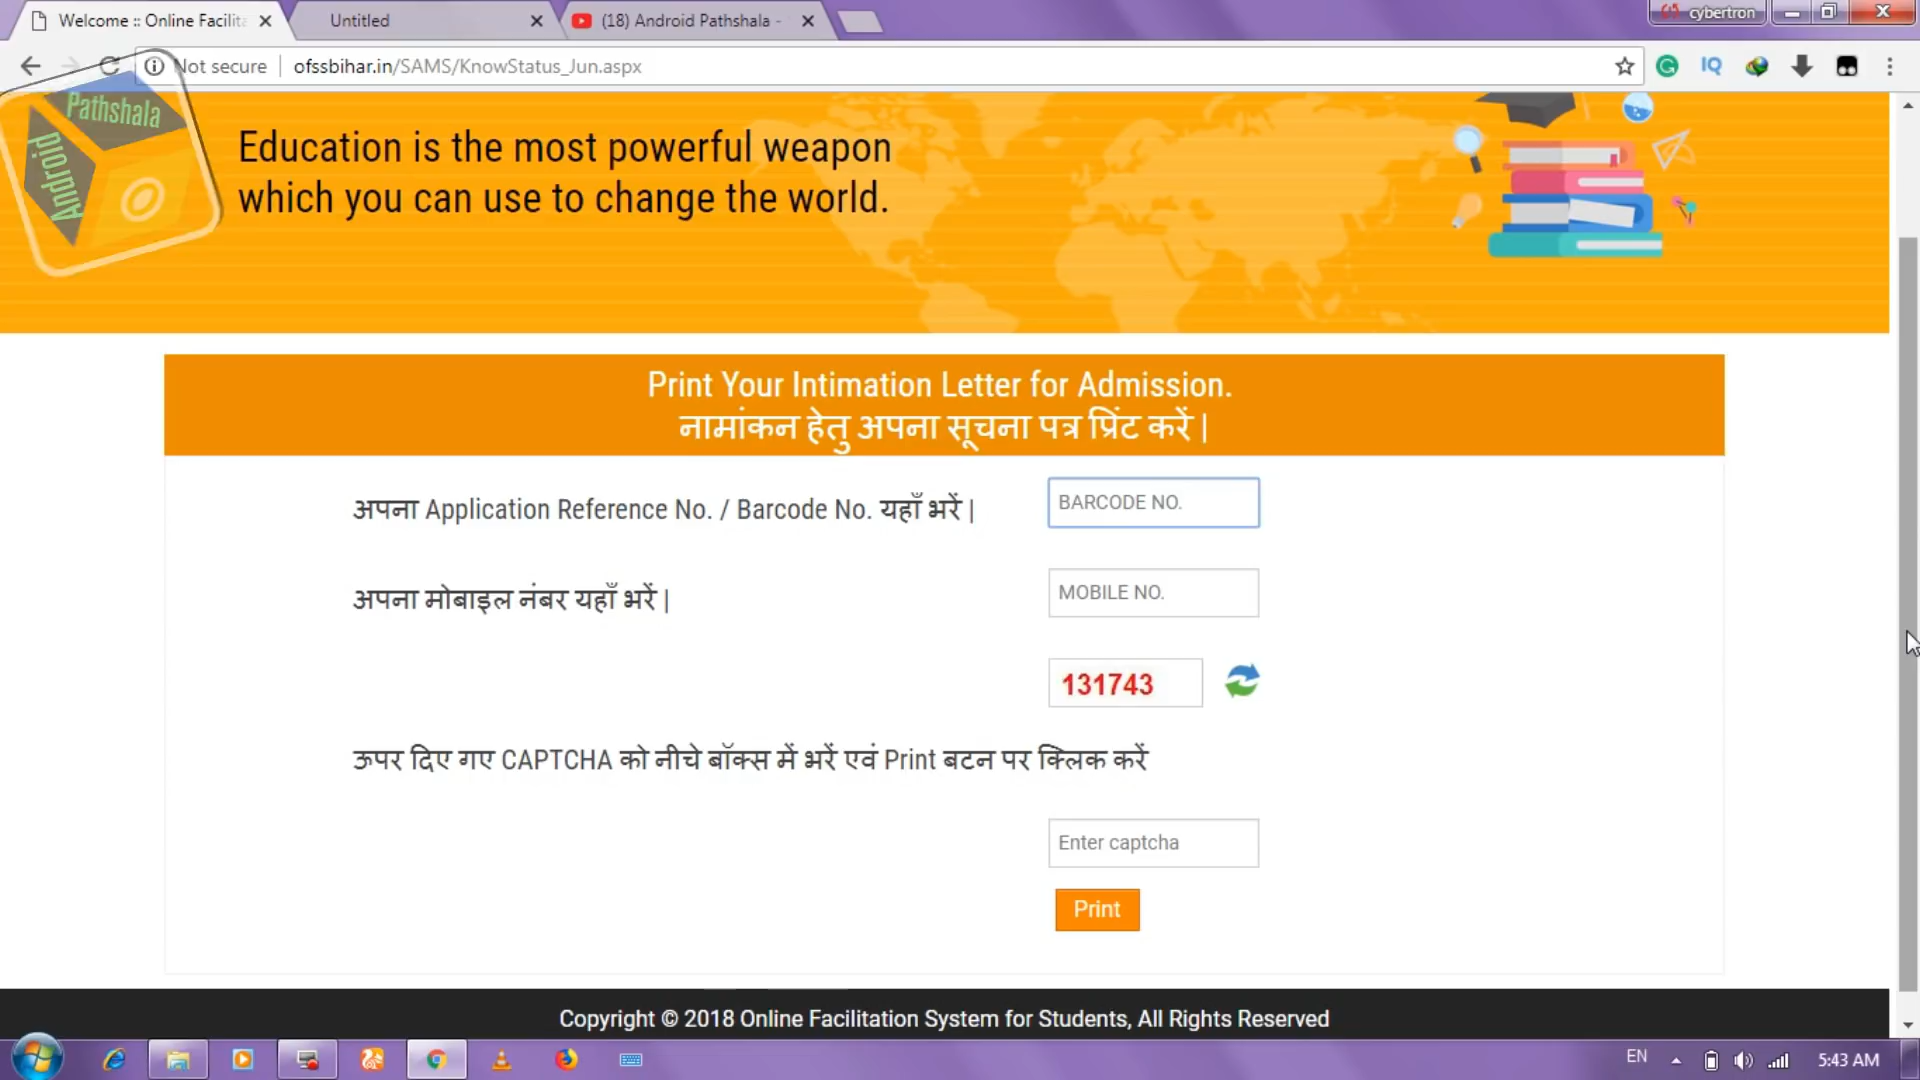 Welcome :: Online Facilit
Untitled
(18) Android Pathshala -
cybertron
Not secure
ofssbihar.in/SAMS/KnowStatus_Jun.aspx
Pathshala
Android
Education is the most powerful weapon
which you can use to change the world.
Print Your Intimation Letter for Admission.
नामांकन हेतु अपना सूचना पत्र प्रिंट करें |
अपना Application Reference No. / Barcode No. यहाँ भरें |
BARCODE NO.
अपना मोबाइल नंबर यहाँ भरें |
MOBILE NO.
131743
ऊपर दिए गए CAPTCHA को नीचे बॉक्स में भरें एवं Print बटन पर क्लिक करें
Enter captcha
Print
Copyright © 2018 Online Facilitation System for Students, All Rights Reserved
EN
5:43 AM